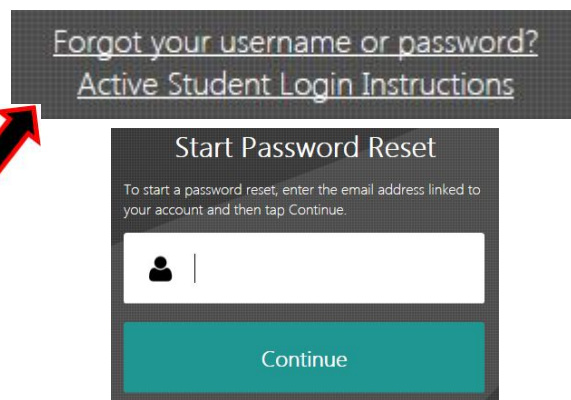 Forgot your username or password?
Active Student Login Instructions
Start Password Reset
To start a password reset, enter the email address linked to
your account and then tap Continue.
Continue